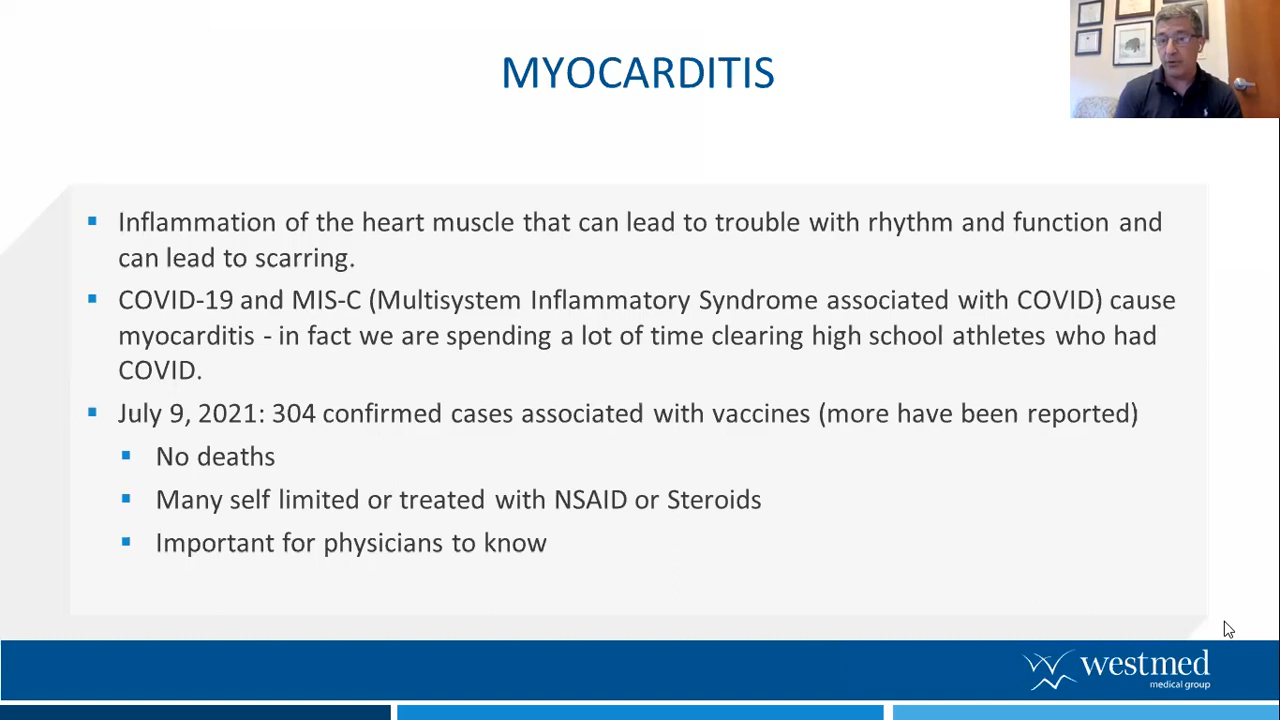 MYOCARDITIS
▪ Inflammation of the heart muscle that can lead to trouble with rhythm and function and
can lead to scarring.
▪ COVID-19 and MIS-C (Multisystem Inflammatory Syndrome associated with COVID) cause
myocarditis - in fact we are spending a lot of time clearing high school athletes who had
COVID.
▪ July 9, 2021: 304 confirmed cases associated with vaccines (more have been reported)
▪ No deaths
▪ Many self limited or treated with NSAID or Steroids
▪ Important for physicians to know
westmed
medical group